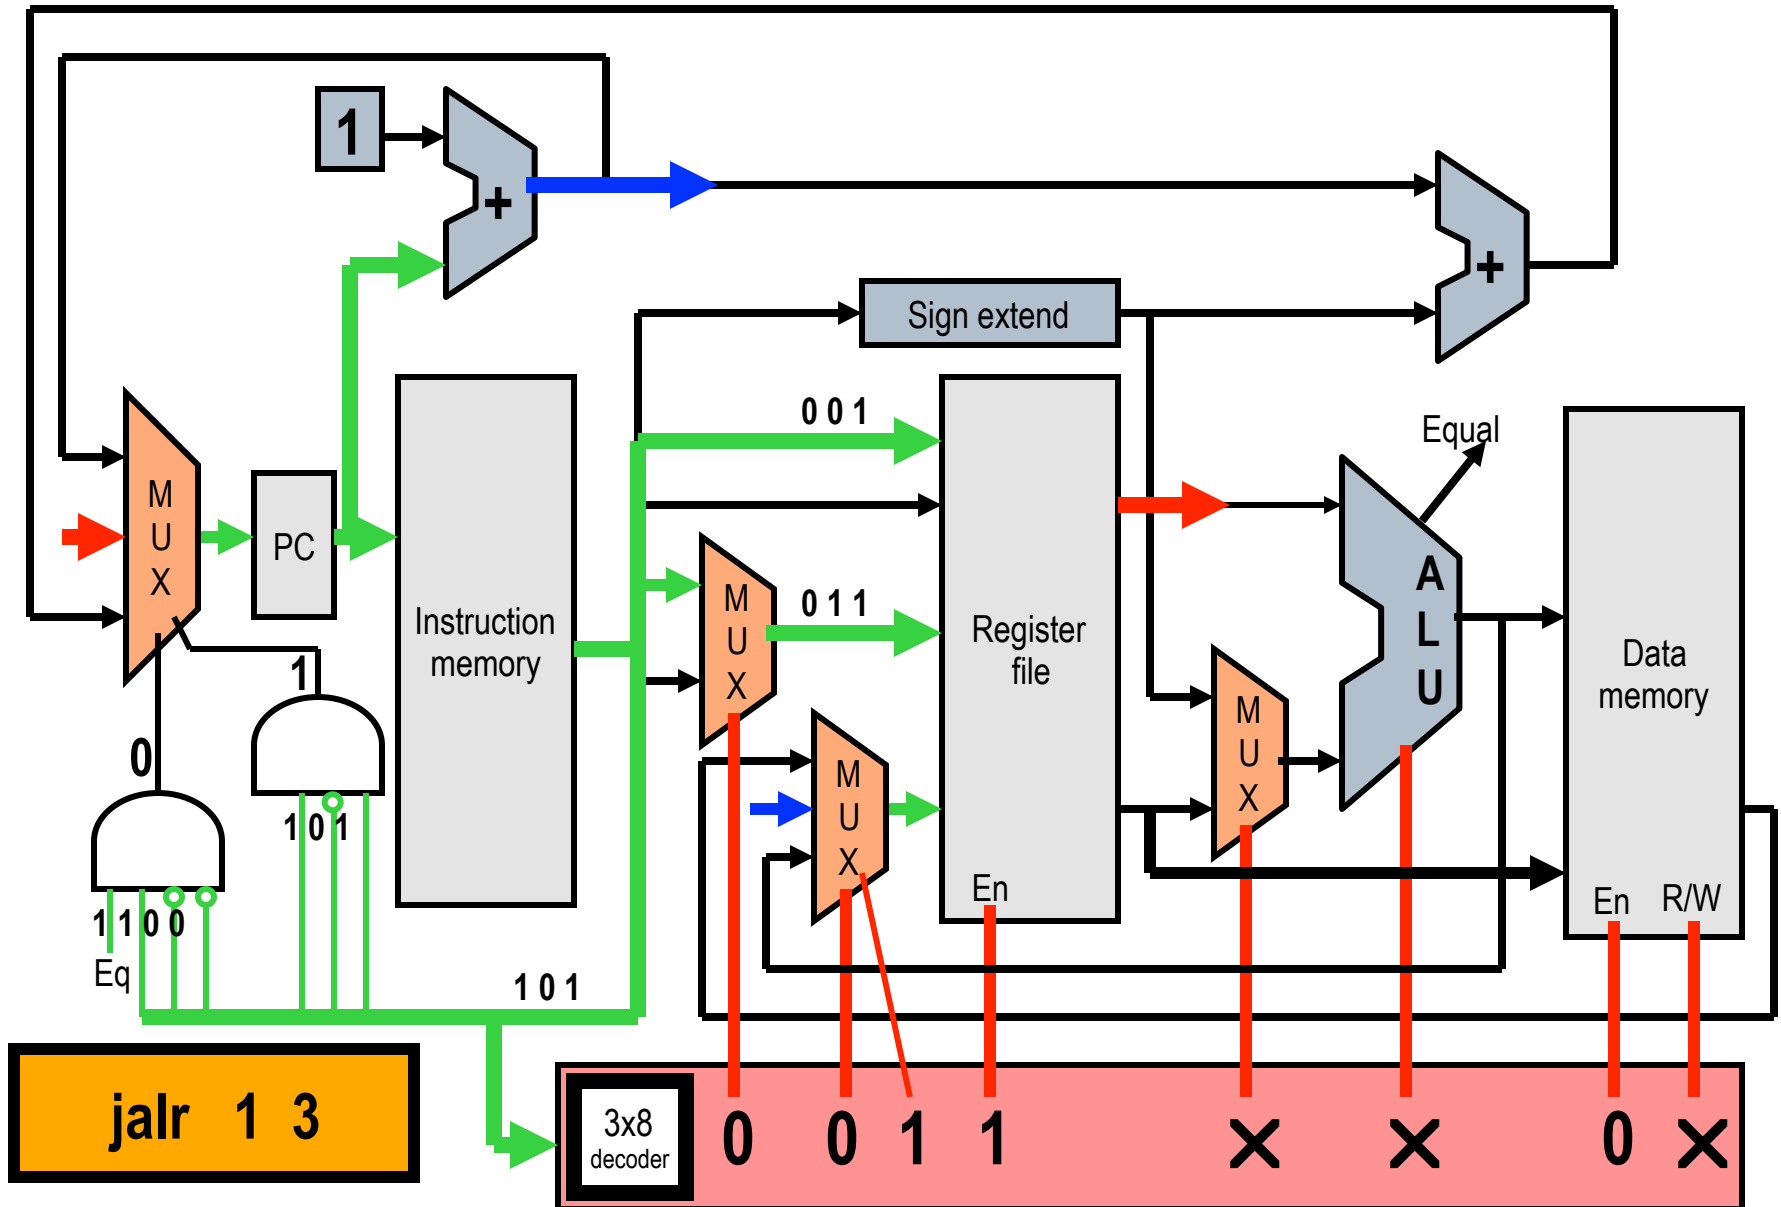 1
+
+
Sign extend
0 0 1
Equal
M
U
X
PC
Instruction
memory
M
U
X
0 1 1
Register
file
A
L
U
Data
memory
1
0
M
U
X
M
U
X
1 0 1
En
En
R/W
1 1 0 0
Eq
1 0 1
jalr 1 3
3x8
decoder
0
0
1
1
X
X
0
X